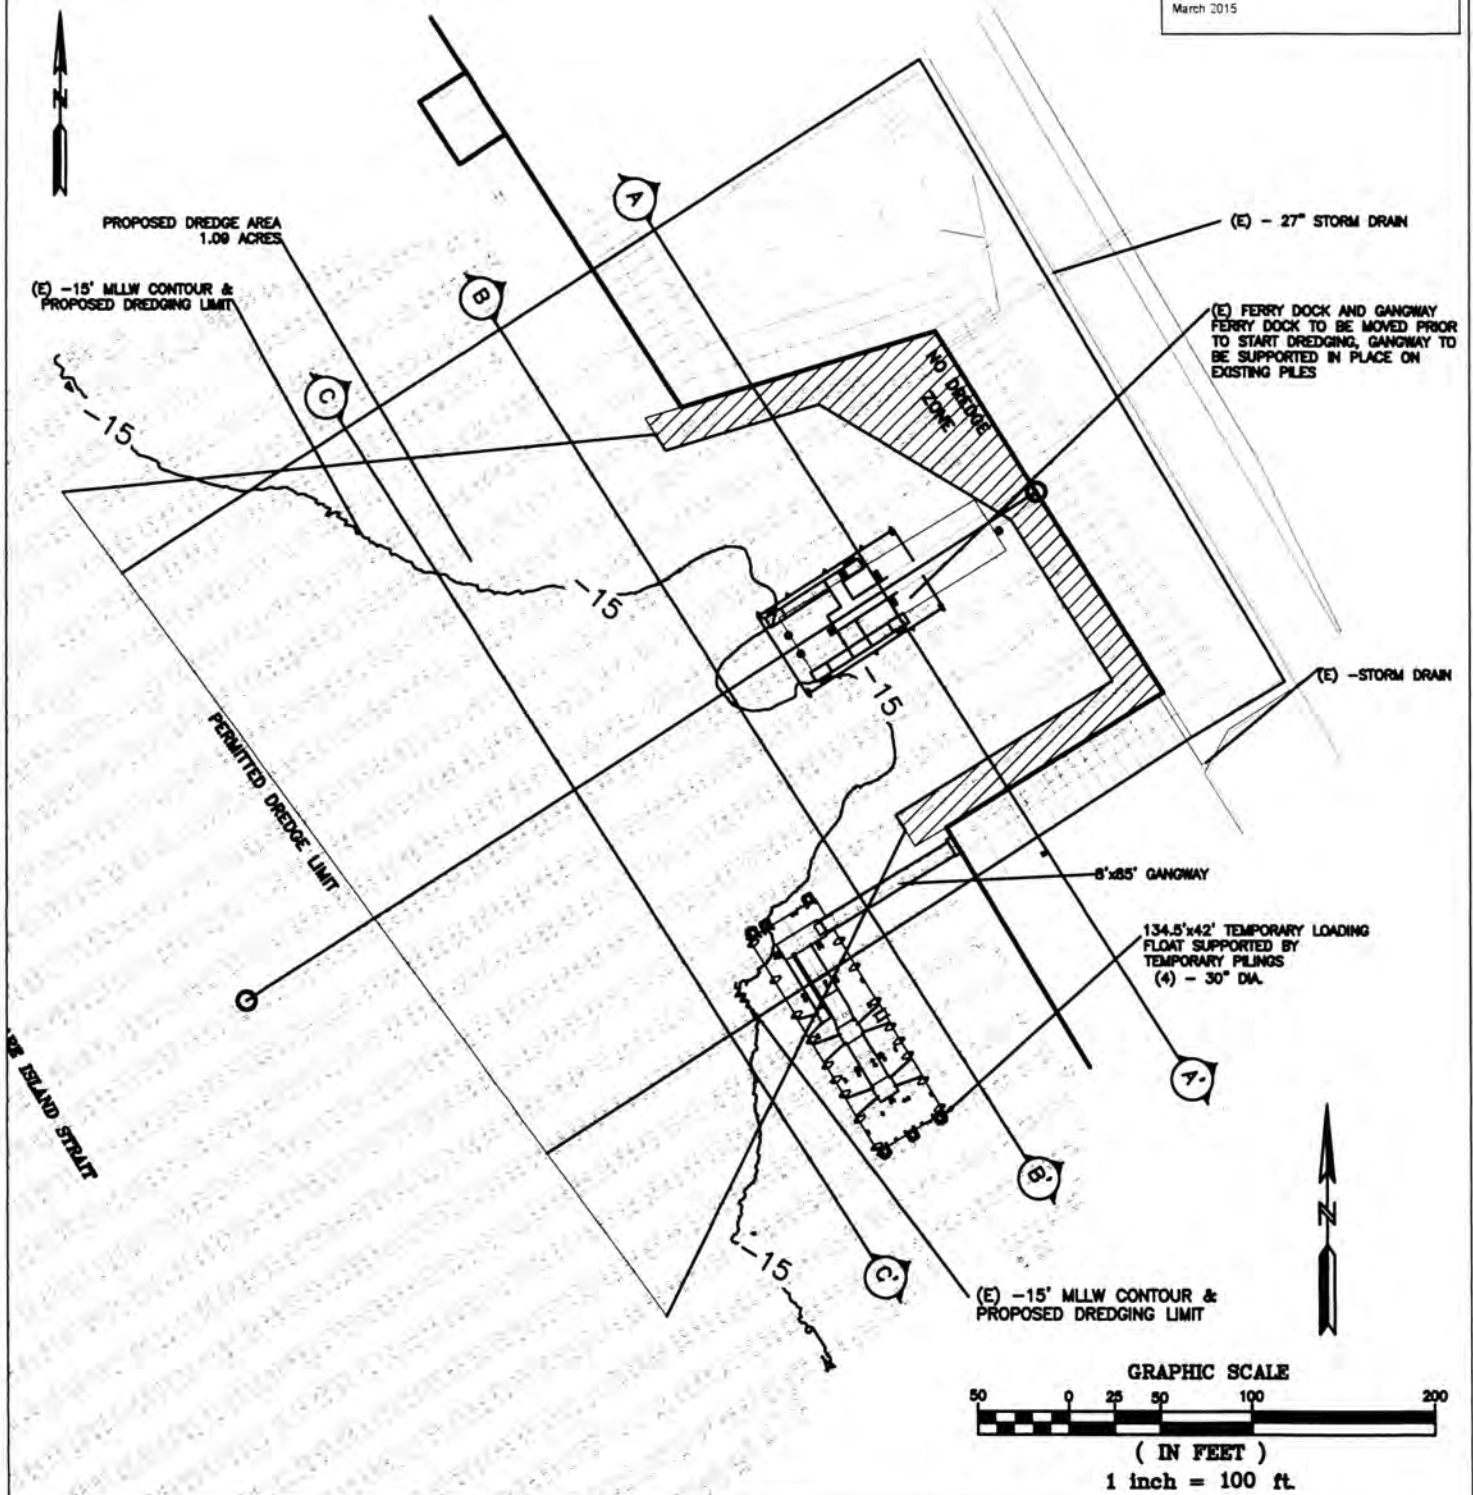 March 2015
N
A
PROPOSED DREDGE AREA
1.09 ACRES
(E) - 27" STORM DRAIN
B
(E) -15' MLLW CONTOUR &
PROPOSED DREDGING LIMIT
(E) FERRY DOCK AND GANGWAY
FERRY DOCK TO BE MOVED PRIOR
TO START DREDGING, GANGWAY TO
BE SUPPORTED IN PLACE ON
EXISTING PILES
NO DREDGE
ZONE
C
-15
-15
-15
(E) -STORM DRAIN
PERMITTED DREDGE LIMIT
GANGWAY
134.5'x42' TEMPORARY LOADING
FLOAT SUPPORTED BY
TEMPORARY PILINGS
(4) - 30" DIA.
ISLAND STRAIT
A'
B'
C'
-15
N
(E) -15' MLLW CONTOUR &
PROPOSED DREDGING LIMIT
GRAPHIC SCALE
50 0 25 50 100 200
( IN FEET )
1 inch = 100 ft.